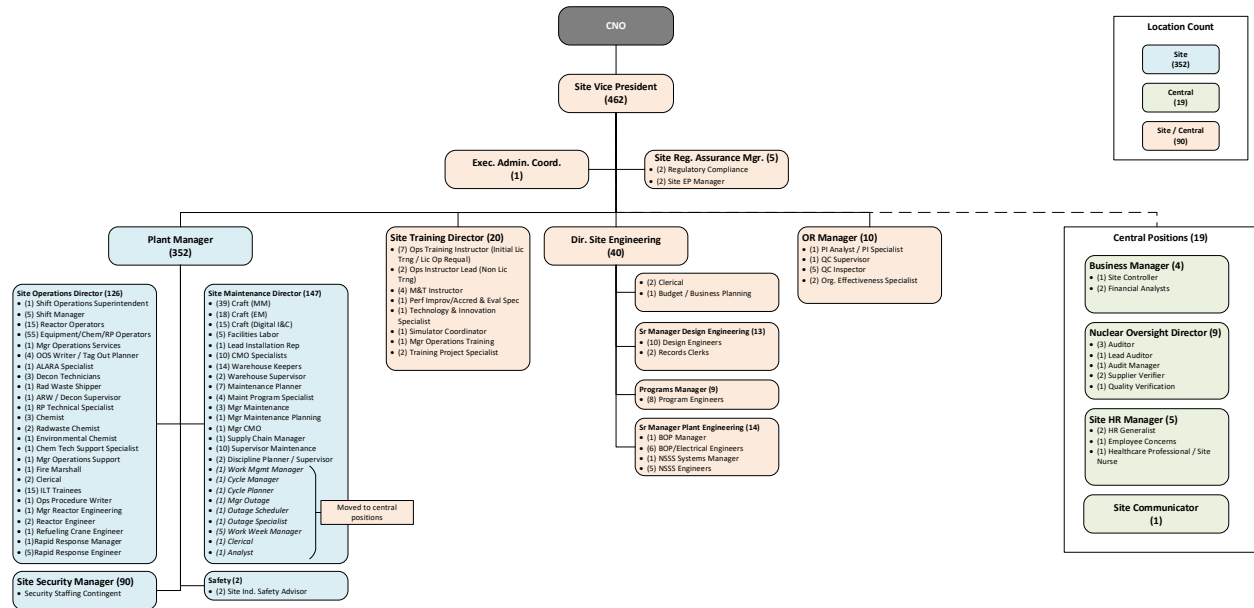 CNO
Location Count
Site
(352)
Central
(19)
Site / Central
(90)
Site Vice President
(462)
Exec. Admin. Coord.
(1)
Site Reg. Assurance Mgr. (5)
• (2) Regulatory Compliance
• (2) Site EP Manager
Plant Manager
(352)
Site Operations Director (126)
• (1) Shift Operations Superintendent
• (5) Shift Manager
• (15) Reactor Operators
• (55) Equipment/Chem/RP Operators
• (1) Mgr Operations Services
• (4) OOS Writer / Tag Out Planner
• (1) ALARA Specialist
• (3) Decon Technicians
• (1) Rad Waste Shipper
• (1) ARW / Decon Supervisor
• (1) RP Technical Specialist
• (3) Chemist
• (2) Radwaste Chemist
• (1) Environmental Chemist
• (1) Chem Tech Support Specialist
• (1) Mgr Operations Support
• (1) Fire Marshall
• (2) Clerical
• (15) ILT Trainees
• (1) Ops Procedure Writer
• (1) Mgr Reactor Engineering
• (2) Reactor Engineer
• (1) Refueling Crane Engineer
• (1)Rapid Response Manager
• (5)Rapid Response Engineer
Site Maintenance Director (147)
• (39) Craft (MM)
• (18) Craft (EM)
• (15) Craft (Digital I&C)
• (5) Facilities Labor
• (1) Lead Installation Rep
• (10) CMO Specialists
• (14) Warehouse Keepers
• (2) Warehouse Supervisor
• (7) Maintenance Planner
• (4) Maint Program Specialist
• (3) Mgr Maintenance
• (1) Mgr Maintenance Planning
• (1) Mgr CMO
• (1) Supply Chain Manager
• (10) Supervisor Maintenance
• (2) Discipline Planner / Supervisor
• (1) Work Mgmt Manager
• (1) Cycle Manager
• (1) Cycle Planner
• (1) Mgr Outage
• (1) Outage Scheduler
• (1) Outage Specialist
• (5) Work Week Manager
• (1) Clerical
• (1) Analyst
Moved to central
positions
Site Security Manager (90)
• Security Staffing Contingent
Safety (2)
• (2) Site Ind. Safety Advisor
Site Training Director (20)
• (7) Ops Training Instructor (Initial Lic
Trng / Lic Op Requal)
• (2) Ops Instructor Lead (Non Lic
Trng)
• (4) M&T Instructor
• (1) Perf Improv/Accred & Eval Spec
• (1) Technology & Innovation
Specialist
• (1) Simulator Coordinator
• (1) Mgr Operations Training
• (2) Training Project Specialist
Dir. Site Engineering
(40)
• (2) Clerical
• (1) Budget / Business Planning
Sr Manager Design Engineering (13)
• (10) Design Engineers
• (2) Records Clerks
Programs Manager (9)
• (8) Program Engineers
Sr Manager Plant Engineering (14)
• (1) BOP Manager
• (6) BOP/Electrical Engineers
• (1) NSSS Systems Manager
• (5) NSSS Engineers
OR Manager (10)
• (1) PI Analyst / PI Specialist
• (1) QC Supervisor
• (5) QC Inspector
• (2) Org. Effectiveness Specialist
Central Positions (19)
Business Manager (4)
• (1) Site Controller
• (2) Financial Analysts
Nuclear Oversight Director (9)
• (3) Auditor
• (1) Lead Auditor
• (1) Audit Manager
• (2) Supplier Verifier
• (1) Quality Verification
Site HR Manager (5)
• (2) HR Generalist
• (1) Employee Concerns
• (1) Healthcare Professional / Site
Nurse
Site Communicator
(1)